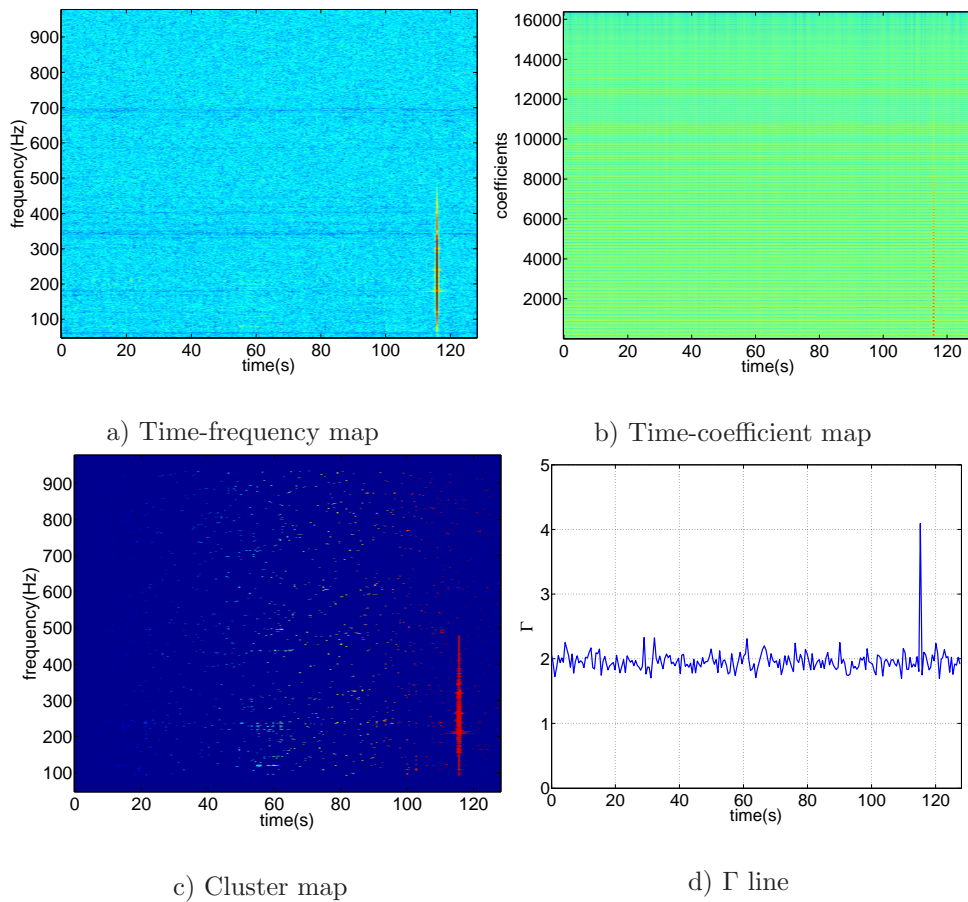 900
800
700
600
500
400
300
200
100
frequency(Hz)
0 20 40 60 80 100 120
time(s)
a) Time-frequency map
16000
14000
12000
10000
8000
6000
4000
2000
coefficients
0 20 40 60 80 100 120
time(s)
b) Time-coefficient map
900
800
700
600
500
400
300
200
100
frequency(Hz)
0 20 40 60 80 100 120
time(s)
c) Cluster map
5
4
3
2
1
0
Γ
0 20 40 60 80 100 120
time(s)
d) Γ line